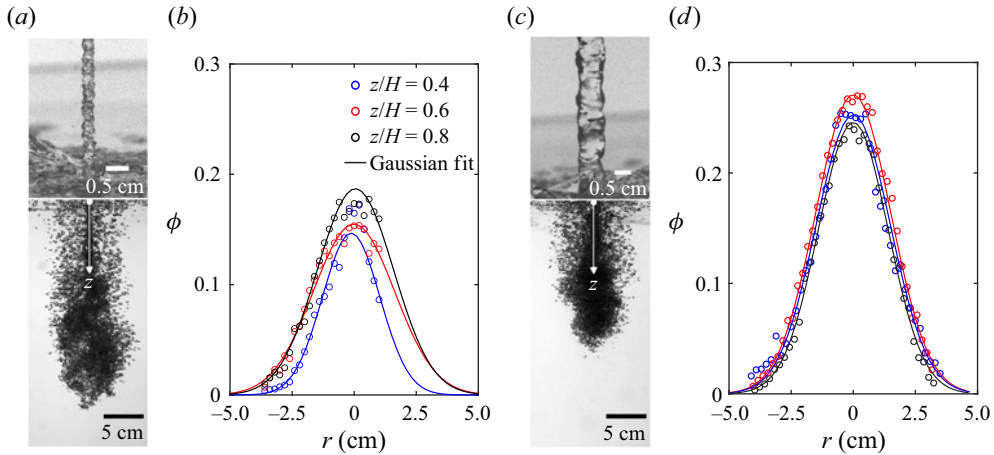 (a)
(b)
(c)
(d)
0.5 cm
z
5 cm
0.3
0.2
ϕ
0.1
0
z/H = 0.4
z/H = 0.6
z/H = 0.8
Gaussian fit
−5.0 −2.5 0 2.5 5.0
r (cm)
0.5 cm
z
5 cm
0.3
0.2
ϕ
0.1
0
−5.0 −2.5 0 2.5 5.0
r (cm)